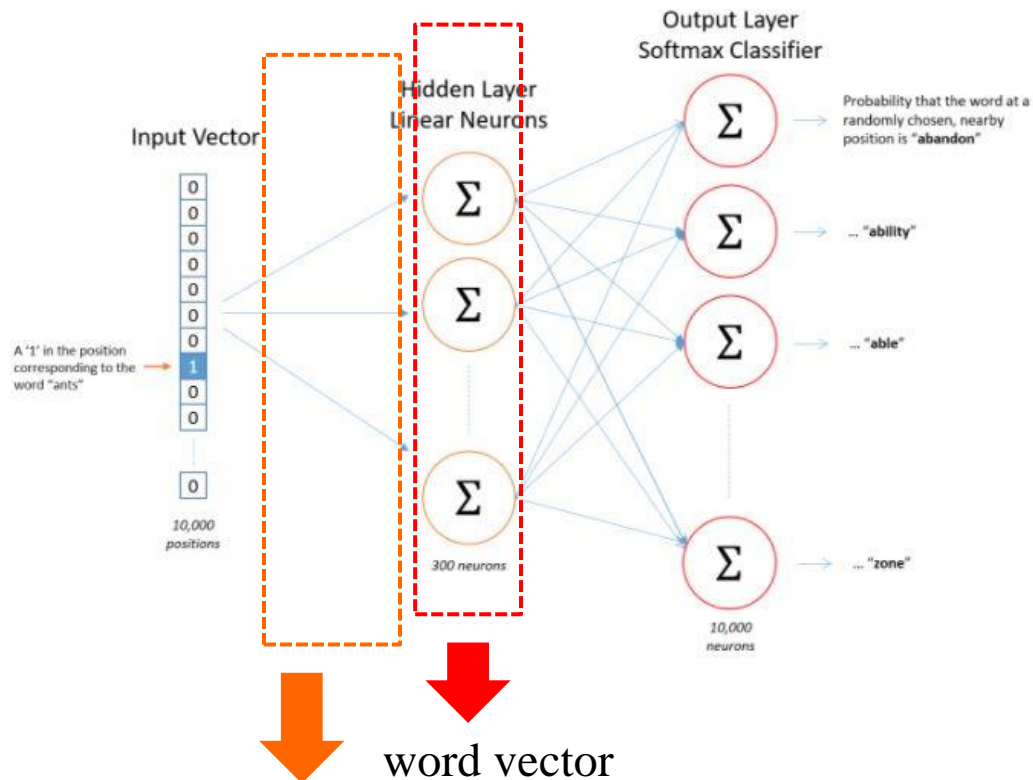 Output Layer
Softmax Classifier
Hidden Layer
Linear Neurons
Input Vector
0
0
0
0
0
0
0
1
0
0
0
A '1' in the position
corresponding to the
word "ants"
10,000
positions
Σ
Σ
Σ
300 neurons
Σ
Σ
Σ
Σ
10,000
neurons
Probability that the word at a
randomly chosen, nearby
position is "abandon"
... "ability"
... "able"
... "zone"
word vector